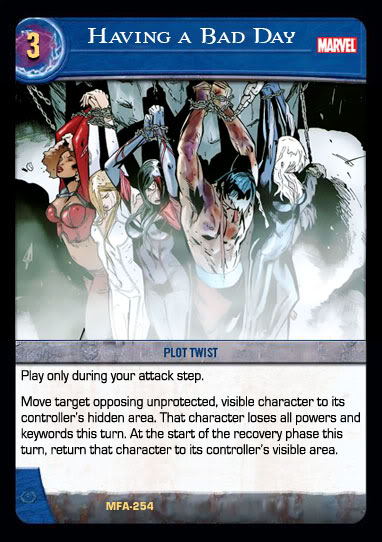 3
HAVING A BAD DAY
MARVEL
PLOT TWIST
Play only during your attack step.
Move target opposing unprotected, visible character to its
controller's hidden area. That character loses all powers and
keywords this turn. At the start of the recovery phase this
turn, return that character to its controller's visible area.
MFA-254